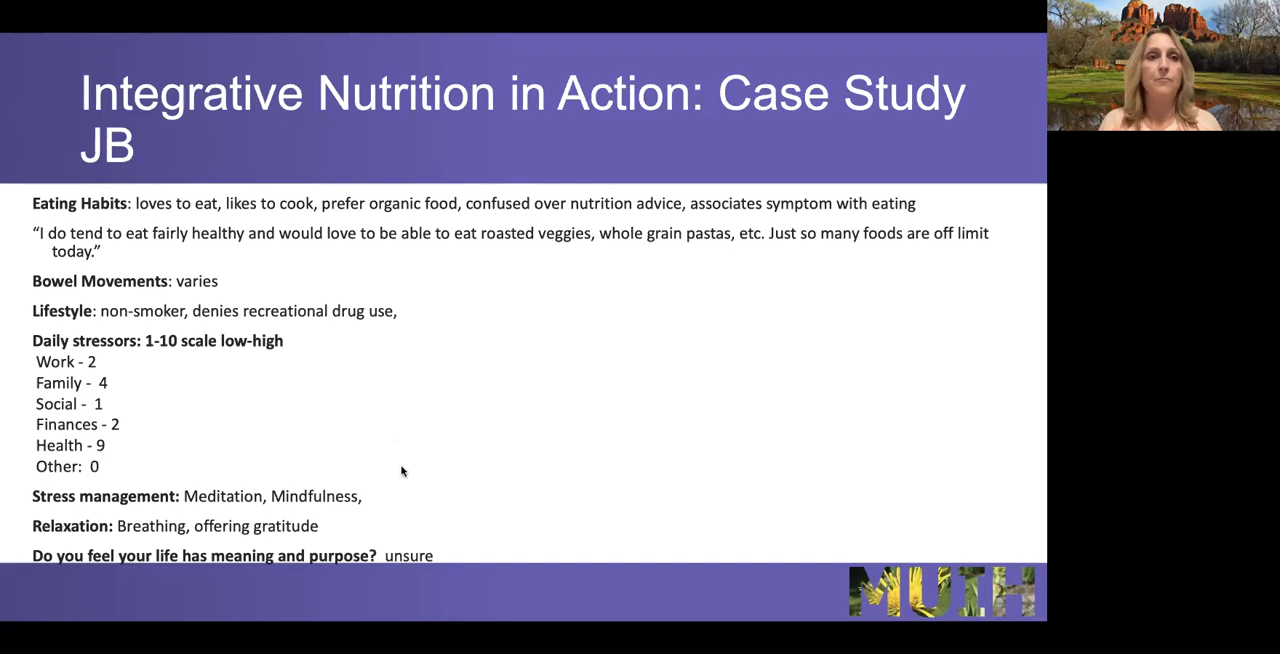 Integrative Nutrition in Action: Case Study
JB
Eating Habits: loves to eat, likes to cook, prefer organic food, confused over nutrition advice, associates symptom with eating
“I do tend to eat fairly healthy and would love to be able to eat roasted veggies, whole grain pastas, etc. Just so many foods are off limit
today.”
Bowel Movements: varies
Lifestyle: non-smoker, denies recreational drug use,
Daily stressors: 1-10 scale low-high
Work - 2
Family - 4
Social - 1
Finances - 2
Health - 9
Other: 0
Stress management: Meditation, Mindfulness,
Relaxation: Breathing, offering gratitude
Do you feel your life has meaning and purpose? unsure
MUIH